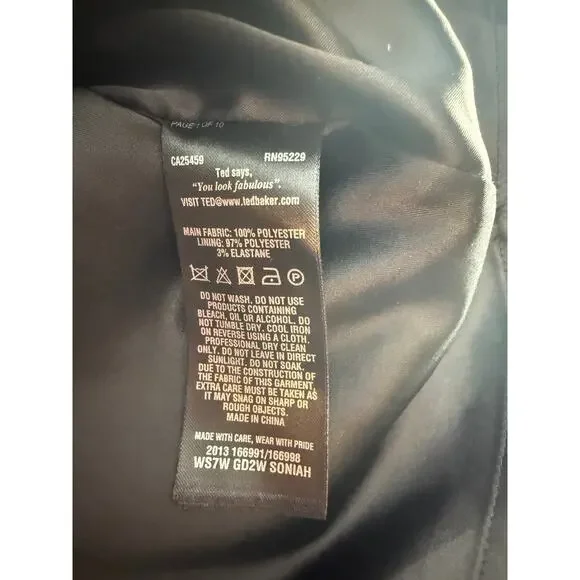 PAGE 1 OF 10
CA25459 RN95229
Ted says,
"You look fabulous".
VISIT TED@www.tedbaker.com
MAIN FABRIC: 100% POLYESTER
LINING: 97% POLYESTER
3% ELASTANE
DO NOT WASH. DO NOT USE
PRODUCTS CONTAINING
BLEACH, OIL OR ALCOHOL. DO
NOT TUMBLE DRY. COOL IRON
ON REVERSE USING A CLOTH.
PROFESSIONAL DRY CLEAN
ONLY. DO NOT LEAVE IN DIRECT
SUNLIGHT. DO NOT SOAK.
DUE TO THE CONSTRUCTION OF
THE FABRIC OF THIS GARMENT,
EXTRA CARE MUST BE TAKEN AS
IT MAY SNAG ON SHARP OR
ROUGH OBJECTS.
MADE IN CHINA
MADE WITH CARE, WEAR WITH PRIDE
2013 166991/166998
WS7W GD2W SONIAH